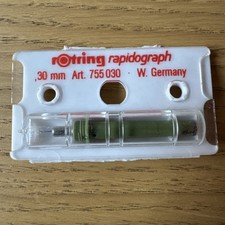 rotring rapidograph
.30 mm Art. 755 030 · W. Germany